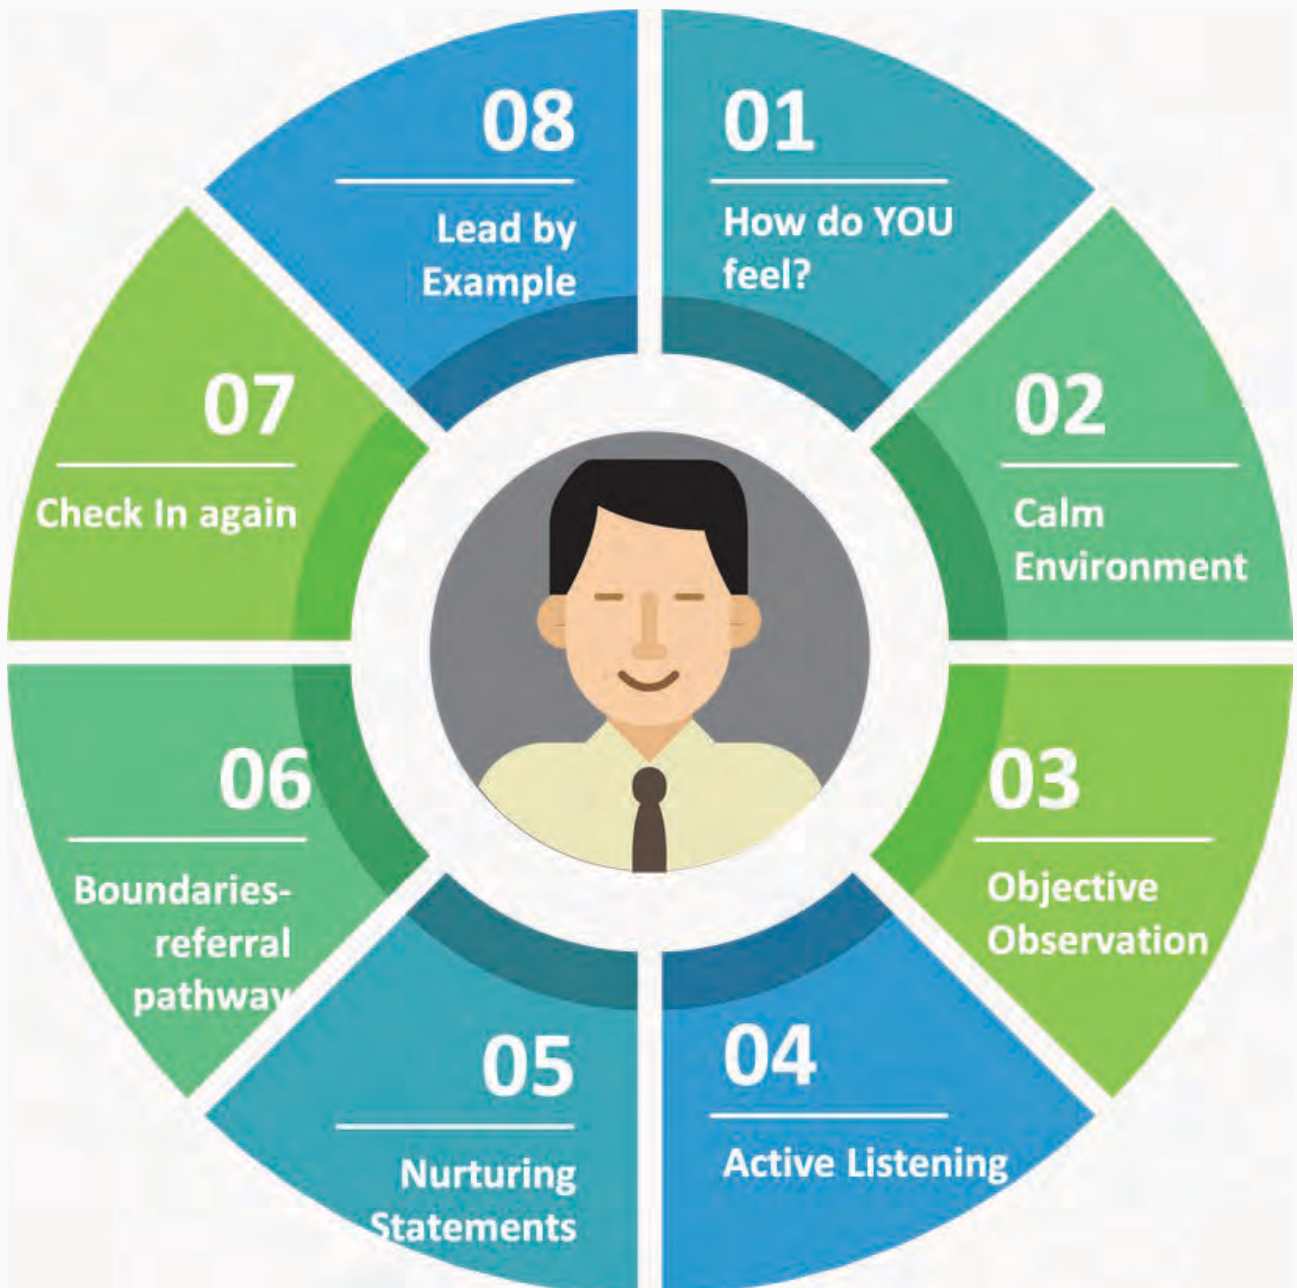 01
How do YOU
feel?
02
Calm
Environment
03
Objective
Observation
04
Active Listening
05
Nurturing
Statements
06
Boundaries-
referral
pathway
07
Check In again
08
Lead by
Example